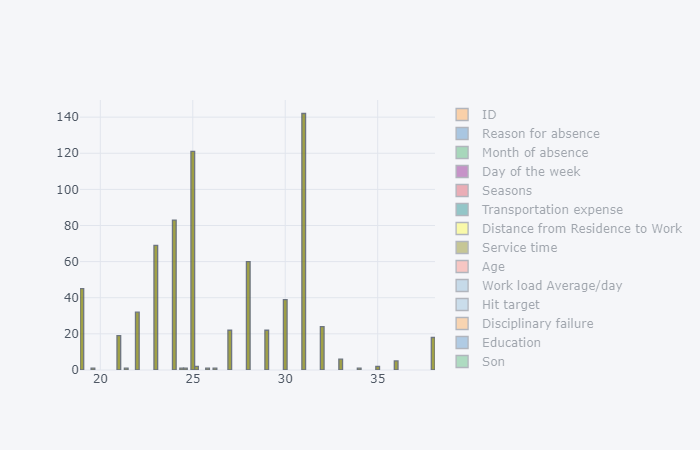 140
120
100
80
60
40
20
0
20 25 30 35
ID
Reason for absence
Month of absence
Day of the week
Seasons
Transportation expense
Distance from Residence to Work
Service time
Age
Work load Average/day
Hit target
Disciplinary failure
Education
Son